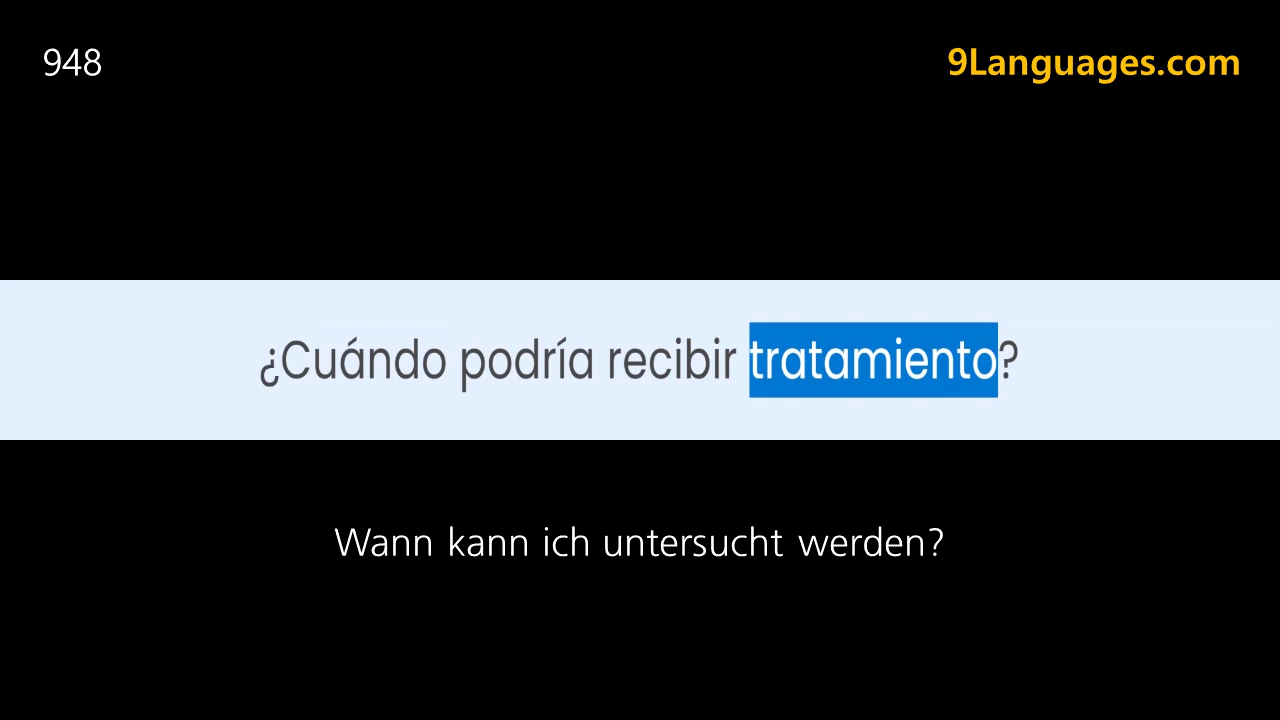 948
9Languages.com
¿Cuándo podría recibir tratamiento?
Wann kann ich untersucht werden?